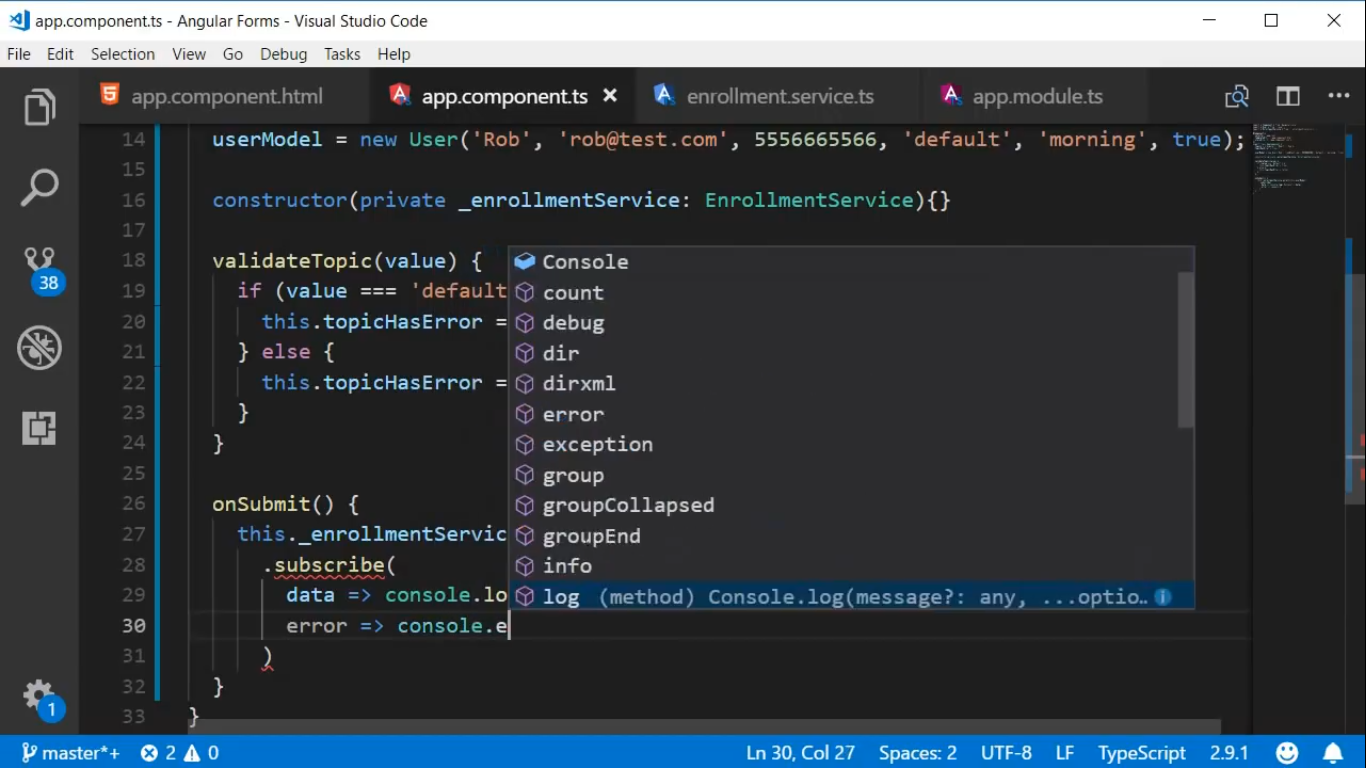 app.component.ts - Angular Forms - Visual Studio Code
File Edit Selection View Go Debug Tasks Help
app.component.html app.component.ts enrollment.service.ts app.module.ts
14 userModel = new User('Rob', 'rob@test.com', 5556665566, 'default', 'morning', true);
15
16 constructor(private _enrollmentService: EnrollmentService){}
17
18 validateTopic(value) {
19 if (value === 'default
20 this.topicHasError =
21 } else {
22 this.topicHasError =
23 }
24 }
25
26 onSubmit() {
27 this._enrollmentServic
28 .subscribe(
29 data => console.lo
30 error => console.e
31 )
32 }
33 }
Console
count
debug
dir
dirxml
error
exception
group
groupCollapsed
groupEnd
info
log (method) Console.log(message?: any, ...optio…
38
1
master*+ 2 0 Ln 30, Col 27 Spaces: 2 UTF-8 LF TypeScript 2.9.1